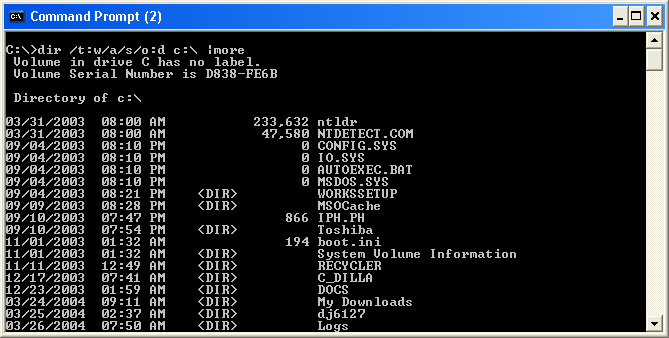 Command Prompt (2)
C:\>dir /t:w/a/s/o:d c:\ |more
 Volume in drive C has no label.
 Volume Serial Number is D838-FE6B

 Directory of c:\

03/31/2003  08:00 AM           233,632 ntldr
03/31/2003  08:00 AM            47,580 NTDETECT.COM
09/04/2003  08:10 PM                 0 CONFIG.SYS
09/04/2003  08:10 PM                 0 IO.SYS
09/04/2003  08:10 PM                 0 AUTOEXEC.BAT
09/04/2003  08:10 PM                 0 MSDOS.SYS
09/04/2003  08:21 PM    <DIR>          WORKSSETUP
09/09/2003  08:28 PM    <DIR>          MSOCache
09/10/2003  07:47 PM               866 IPH.PH
09/10/2003  07:54 PM    <DIR>          Toshiba
11/01/2003  01:32 AM               194 boot.ini
11/01/2003  01:32 AM    <DIR>          System Volume Information
11/11/2003  12:49 AM    <DIR>          RECYCLER
12/17/2003  07:41 AM    <DIR>          C_DILLA
12/23/2003  01:59 AM    <DIR>          DOCS
03/24/2004  09:11 AM    <DIR>          My Downloads
03/25/2004  02:37 AM    <DIR>          dj6127
03/26/2004  07:50 AM    <DIR>          Logs